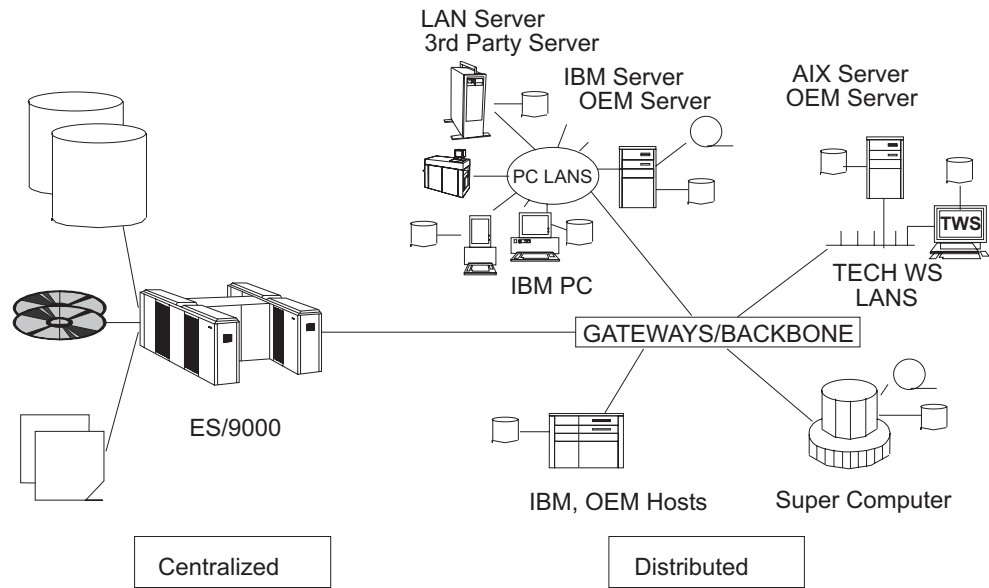 LAN Server
3rd Party Server
IBM Server
OEM Server
AIX Server
OEM Server
PC LANS
TWS
IBM PC
TECH WS
LANS
GATEWAYS/BACKBONE
ES/9000
IBM, OEM Hosts
Super Computer
Centralized
Distributed